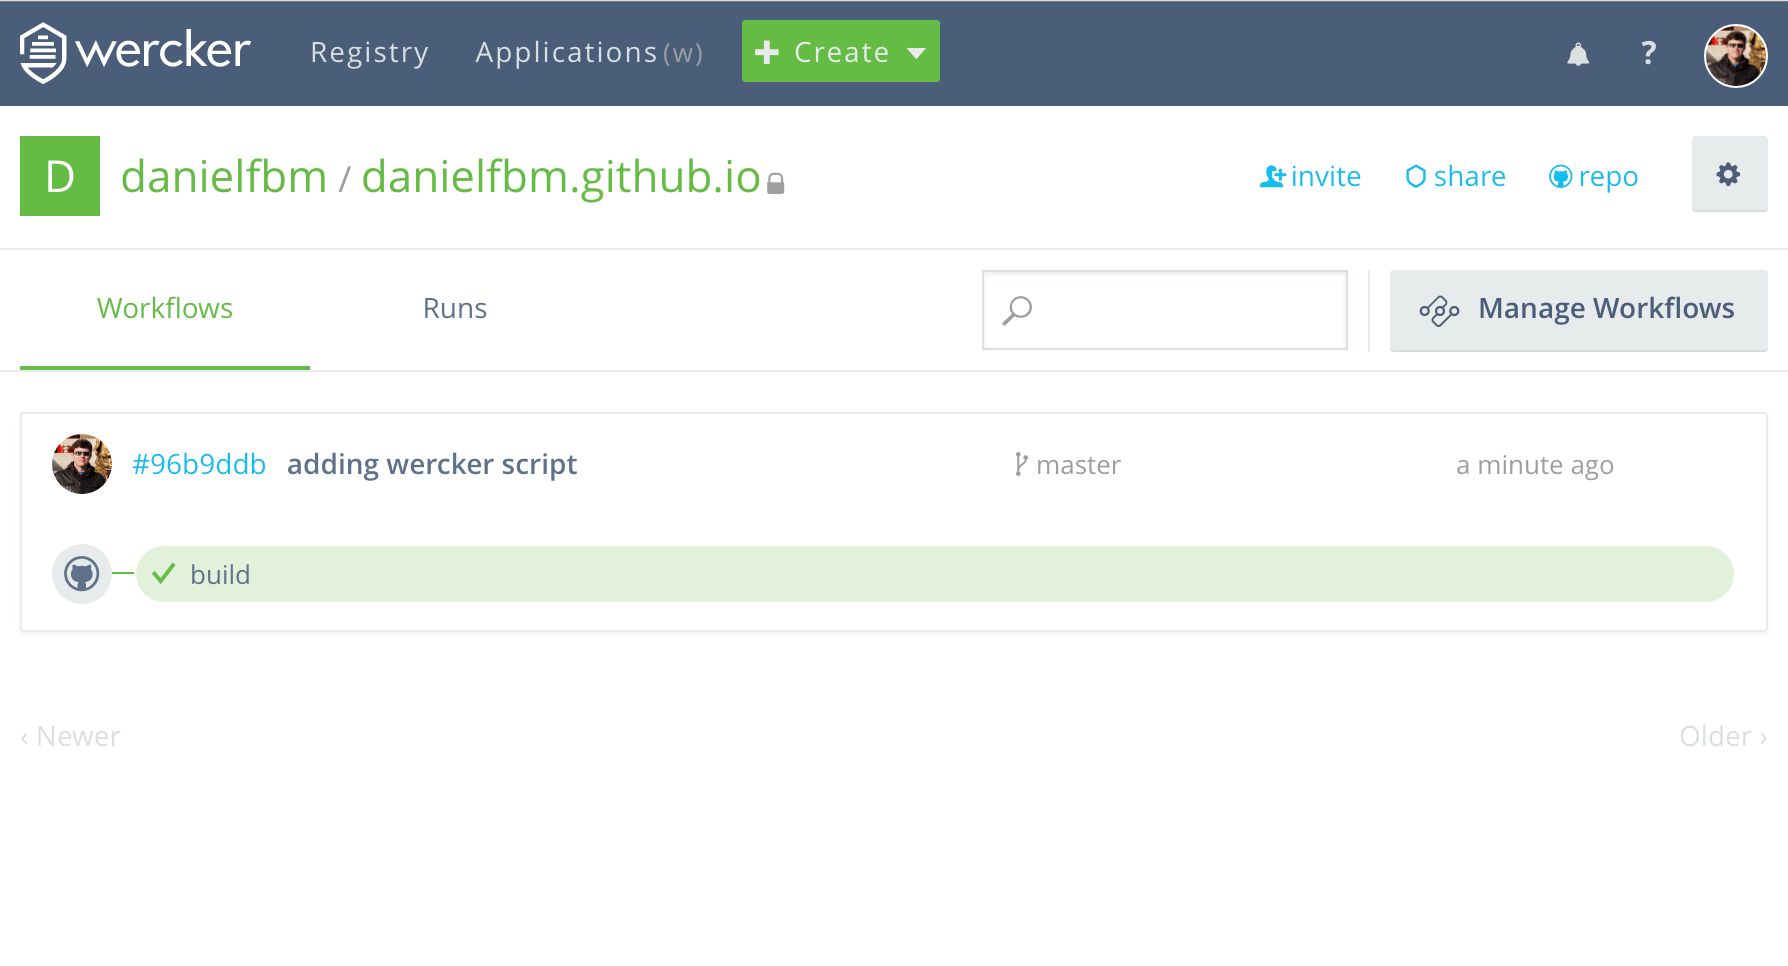 wercker Registry Applications(w) + Create ?
D danielfbm / danielfbm.github.io invite share repo
Workflows Runs Manage Workflows
#96b9ddb adding wercker script master a minute ago
build
‹ Newer Older ›